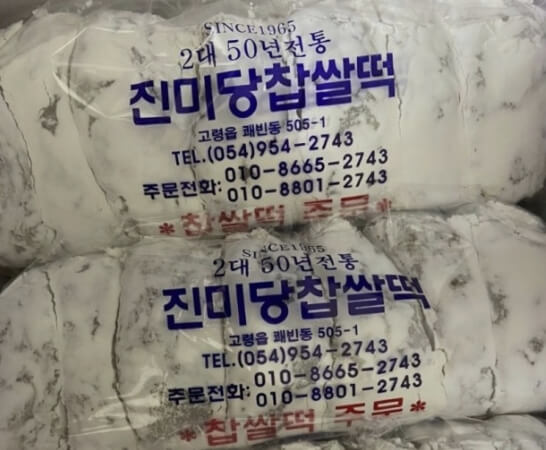 SINCE1965
2대 50년전통
진미당찹쌀떡
고령읍 쾌빈동 505-1
TEL.(054)954-2743
010-8665-2743
주문전화: 010-8801-2743
*찹쌀떡 주문*
SINCE1965
2대 50년전통
진미당찹쌀떡
고령읍 쾌빈동 505-1
TEL.(054)954-2743
010-8665-2743
주문전화: 010-8801-2743
*찹쌀떡 주문*